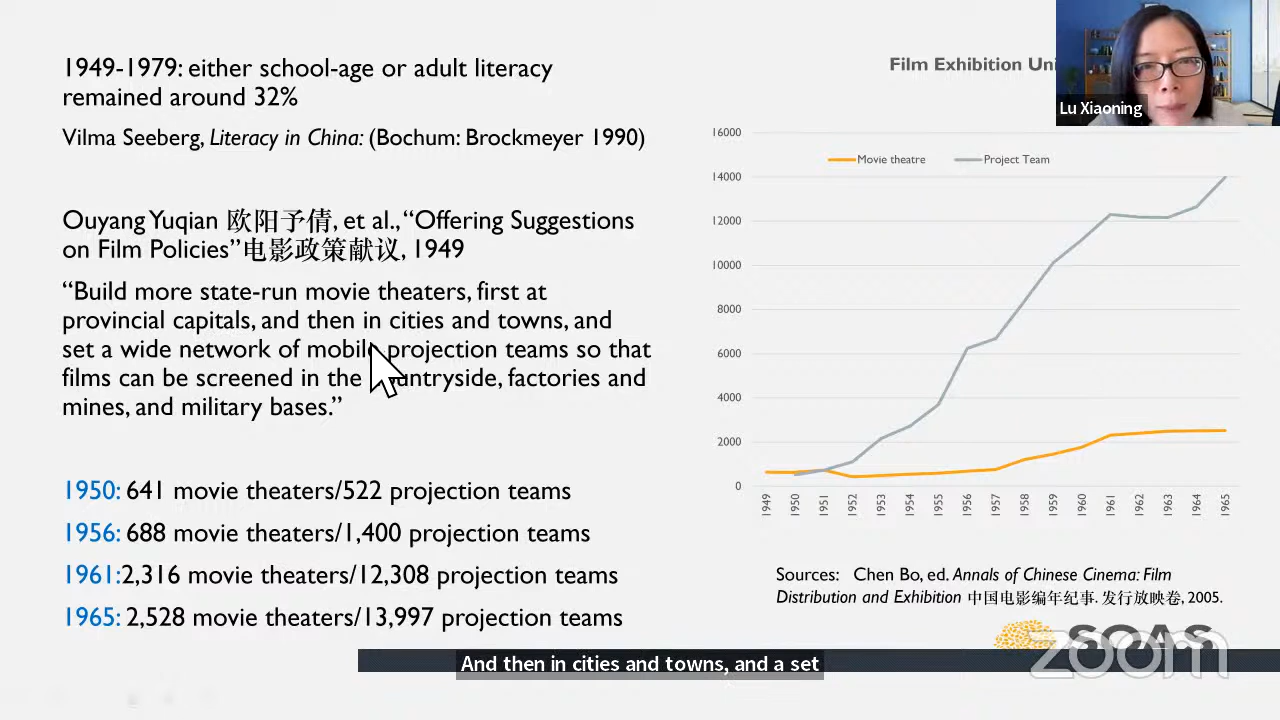 1949-1979: either school-age or adult literacy
remained around 32%
Vilma Seeberg, Literacy in China: (Bochum: Brockmeyer 1990)
Ouyang Yuqian 欧阳予倩, et al., “Offering Suggestions
on Film Policies”电影政策献议, 1949
“Build more state-run movie theaters, first at
provincial capitals, and then in cities and towns, and
set a wide network of mobile projection teams so that
films can be screened in the countryside, factories and
mines, and military bases.”
1950: 641 movie theaters/522 projection teams
1956: 688 movie theaters/1,400 projection teams
1961:2,316 movie theaters/12,308 projection teams
1965: 2,528 movie theaters/13,997 projection teams
Film Exhibition Uni
Lu Xiaoning
16000
Movie theatre Project Team
14000
12000
10000
8000
6000
4000
2000
0
1949 1950 1951 1952 1953 1954 1955 1956 1957 1958 1959 1960 1961 1962 1963 1964 1965
Sources: Chen Bo, ed. Annals of Chinese Cinema: Film
Distribution and Exhibition 中国电影编年纪事. 发行放映卷, 2005.
SOAS
zoom
And then in cities and towns, and a set